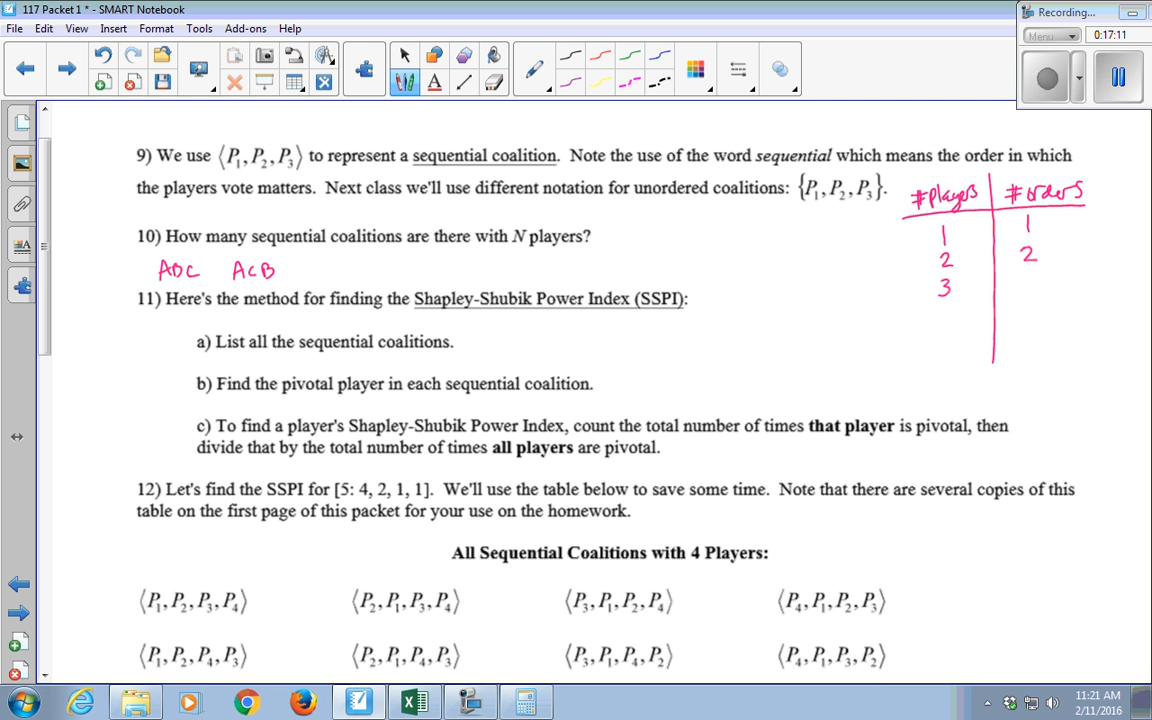 117 Packet 1 * - SMART Notebook
Recording...
File Edit View Insert Format Tools Add-ons Help
Menu 0:17:11
9) We use ⟨P₁, P₂, P₃⟩ to represent a sequential coalition. Note the use of the word sequential which means the order in which
the players vote matters. Next class we'll use different notation for unordered coalitions: {P₁, P₂, P₃}.
#players #orders
10) How many sequential coalitions are there with N players?
1 1
2 2
ABC ACB
3
11) Here's the method for finding the Shapley-Shubik Power Index (SSPI):
a) List all the sequential coalitions.
b) Find the pivotal player in each sequential coalition.
c) To find a player's Shapley-Shubik Power Index, count the total number of times that player is pivotal, then
divide that by the total number of times all players are pivotal.
12) Let's find the SSPI for [5: 4, 2, 1, 1]. We'll use the table below to save some time. Note that there are several copies of this
table on the first page of this packet for your use on the homework.
All Sequential Coalitions with 4 Players:
⟨P₁, P₂, P₃, P₄⟩ ⟨P₂, P₁, P₃, P₄⟩ ⟨P₃, P₁, P₂, P₄⟩ ⟨P₄, P₁, P₂, P₃⟩
⟨P₁, P₂, P₄, P₃⟩ ⟨P₂, P₁, P₄, P₃⟩ ⟨P₃, P₁, P₄, P₂⟩ ⟨P₄, P₁, P₃, P₂⟩
11:21 AM
2/11/2016